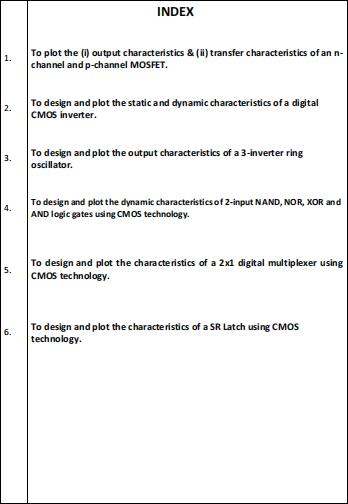 INDEX
1. To plot the (i) output characteristics & (ii) transfer characteristics of an n-
channel and p-channel MOSFET.
2. To design and plot the static and dynamic characteristics of a digital
CMOS inverter.
3. To design and plot the output characteristics of a 3-inverter ring
oscillator.
4. To design and plot the dynamic characteristics of 2-input NAND, NOR, XOR and
AND logic gates using CMOS technology.
5. To design and plot the characteristics of a 2x1 digital multiplexer using
CMOS technology.
6. To design and plot the characteristics of a SR Latch using CMOS
technology.